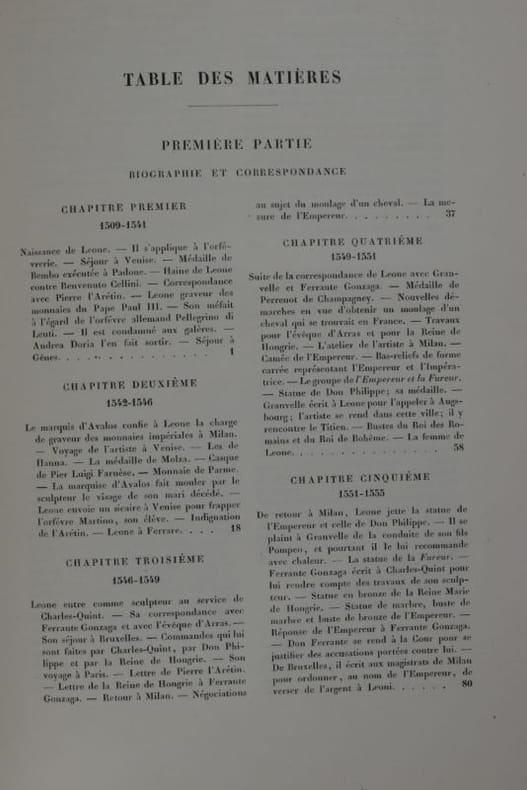 TABLE DES MATIÈRES
PREMIÈRE PARTIE
BIOGRAPHIE ET CORRESPONDANCE
CHAPITRE PREMIER
1509-1541
Naissance de Leone. — Il s'applique à l'orfé-
vrerie. — Séjour à Venise. — Médaille de
Bembo exécutée à Padoue. — Haine de Leone
contre Benvenuto Cellini. — Correspondance
avec Pierre l'Arétin. — Leone graveur des
monnaies du Pape Paul III. — Son méfait
à l'égard de l'orfévre allemand Pellegrino di
Leuti. — Il est condamné aux galères. —
Andrea Doria l'en fait sortir. — Séjour à
Gênes. . . . . . . . . . . . . 1
CHAPITRE DEUXIÈME
1542-1546
Le marquis d'Avalos confie à Leone la charge
de graveur des monnaies impériales à Milan.
— Voyage de l'artiste à Venise. — Les de
Hanna. — La médaille de Molza. — Casque
de Pier Luigi Farnèse. — Monnaie de Parme.
— La marquise d'Avalos fait mouler par le
sculpteur le visage de son mari décédé. —
Leone envoie un sicaire à Venise pour frapper
l'orfévre Martino, son élève. — Indignation
de l'Arétin. — Leone à Ferrare. . . . 18
CHAPITRE TROISIÈME
1546-1549
Leone entre comme sculpteur au service de
Charles-Quint. — Sa correspondance avec
Ferrante Gonzaga et avec l'évêque d'Arras. —
Son séjour à Bruxelles. — Commandes qui lui
sont faites par Charles-Quint, par Don Phi-
lippe et par la Reine de Hongrie. — Son
voyage à Paris. — Lettre de Pierre l'Arétin.
— Lettre de la Reine de Hongrie à Ferrante
Gonzaga. — Retour à Milan. — Négociations
au sujet du moulage d'un cheval. — La me-
sure de l'Empereur. . . . . . . . . 37
CHAPITRE QUATRIÈME
1549-1551
Suite de la correspondance de Leone avec Gran-
velle et Ferrante Gonzaga. — Médaille de
Perrenot de Champagney. — Nouvelles dé-
marches en vue d'obtenir un moulage d'un
cheval qui se trouvait en France. — Travaux
pour l'évêque d'Arras et pour la Reine de
Hongrie. — L'atelier de l'artiste à Milan. —
Camée de l'Empereur. — Bas-reliefs de forme
carrée représentant l'Empereur et l'Impéra-
trice. — Le groupe de l'Empereur et la Fureur.
— Statue de Don Philippe; sa médaille. —
Granvelle écrit à Leone pour l'appeler à Augs-
bourg; l'artiste se rend dans cette ville; il y
rencontre le Titien. — Bustes du Roi des Ro-
mains et du Roi de Bohême. — La femme de
Leone. . . . . . . . . . . . . . 58
CHAPITRE CINQUIÈME
1551-1555
De retour à Milan, Leone jette la statue de
l'Empereur et celle de Don Philippe. — Il se
plaint à Granvelle de la conduite de son fils
Pompeo, et pourtant il le lui recommande
avec chaleur. — La statue de la Fureur. —
Ferrante Gonzaga écrit à Charles-Quint pour
lui rendre compte des travaux de son sculp-
teur. — Statue en bronze de la Reine Marie
de Hongrie. — Statue de marbre, buste de
marbre et buste de bronze de l'Empereur. —
Réponse de l'Empereur à Ferrante Gonzaga.
— Don Ferrante se rend à la Cour pour se
justifier des accusations portées contre lui. —
De Bruxelles, il écrit aux magistrats de Milan
pour ordonner, au nom de l'Empereur, de
verser de l'argent à Leoni. . . . . . 80